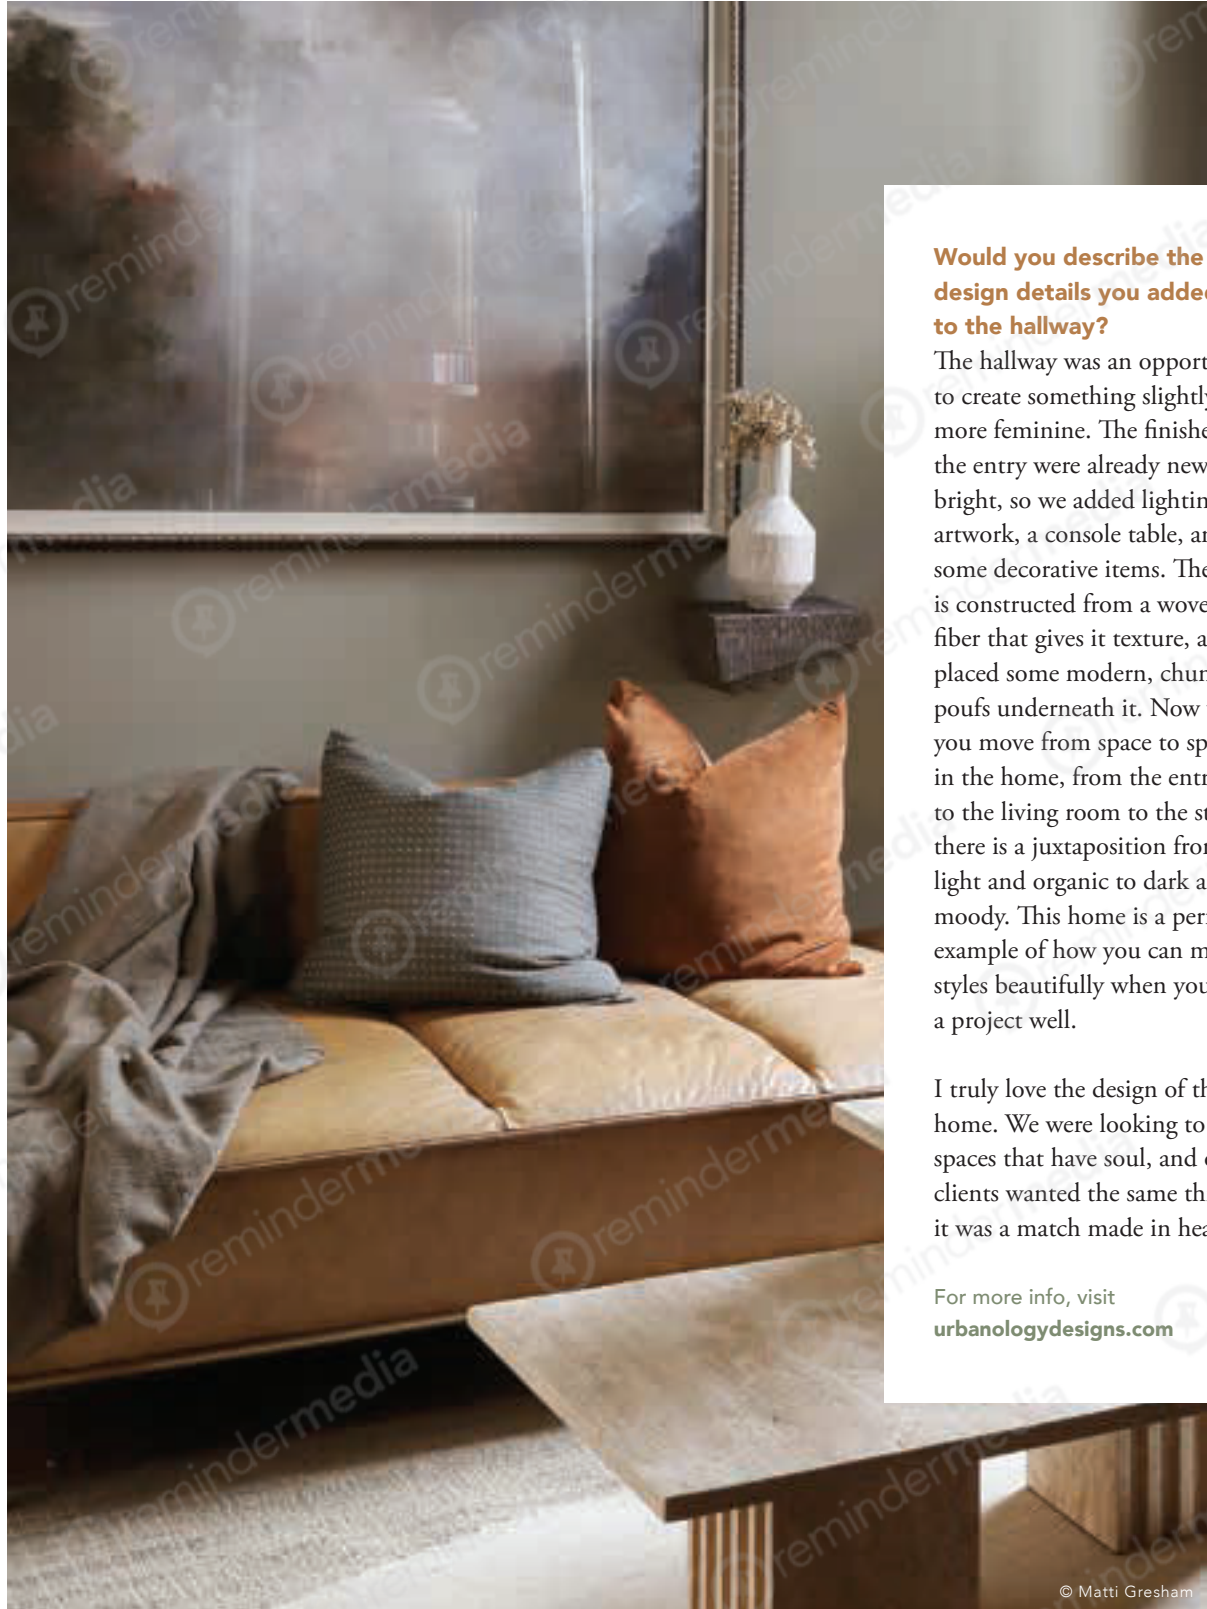 Would you describe the
design details you added
to the hallway?
The hallway was an opport
to create something slightly
more feminine. The finishe
the entry were already new
bright, so we added lightin
artwork, a console table, an
some decorative items. The
is constructed from a wove
fiber that gives it texture, a
placed some modern, chun
poufs underneath it. Now
you move from space to sp
in the home, from the entr
to the living room to the st
there is a juxtaposition from
light and organic to dark a
moody. This home is a per
example of how you can m
styles beautifully when you
a project well.
I truly love the design of th
home. We were looking to
spaces that have soul, and
clients wanted the same thi
it was a match made in hea
For more info, visit
urbanologydesigns.com
© Matti Gresham
remindermedia